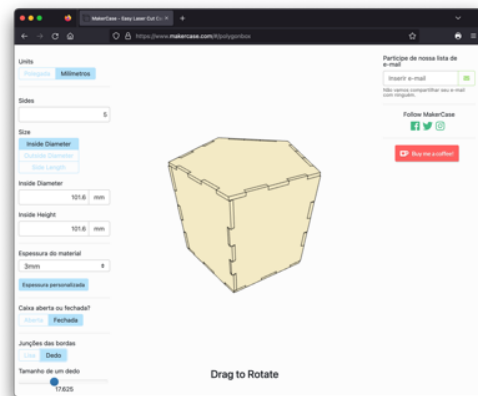 MakerCase - Easy Laser Cut Ca
https://www.makercase.com/#/polygonbox
Units
Polegada Milímetros
Sides
5
Size
Inside Diameter
Outside Diameter
Side Length
Inside Diameter
101.6 mm
Inside Height
101.6 mm
Espessura do material
3mm
Espessura personalizada
Caixa aberta ou fechada?
Aberta Fechada
Junções das bordas
Lisa Dedo
Tamanho de um dedo
17.625
Drag to Rotate
Participe de nossa lista de
e-mail
Inserir e-mail
Não vamos compartilhar seu e-mail
com ninguém.
Follow MakerCase
Buy me a coffee!